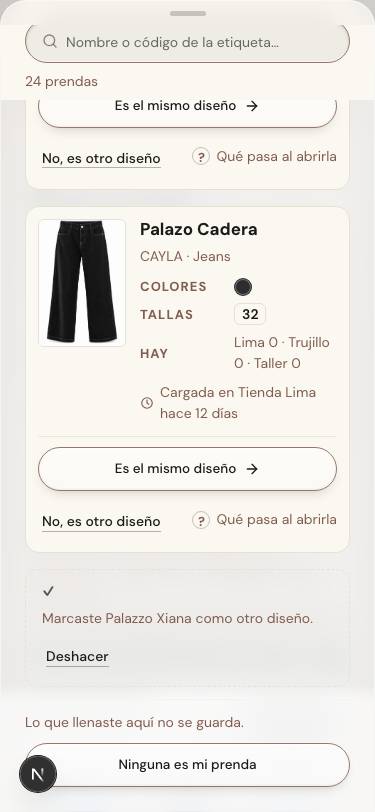 Nombre o código de la etiqueta...
24 prendas
Es el mismo diseño →
No, es otro diseño
? Qué pasa al abrirla
Palazo Cadera
CAYLA · Jeans
COLORES
TALLAS 32
HAY Lima 0 · Trujillo
0 · Taller 0
Cargada en Tienda Lima
hace 12 días
Es el mismo diseño →
No, es otro diseño
? Qué pasa al abrirla
Marcaste Palazzo Xiana como otro diseño.
Deshacer
Lo que llenaste aquí no se guarda.
N
Ninguna es mi prenda